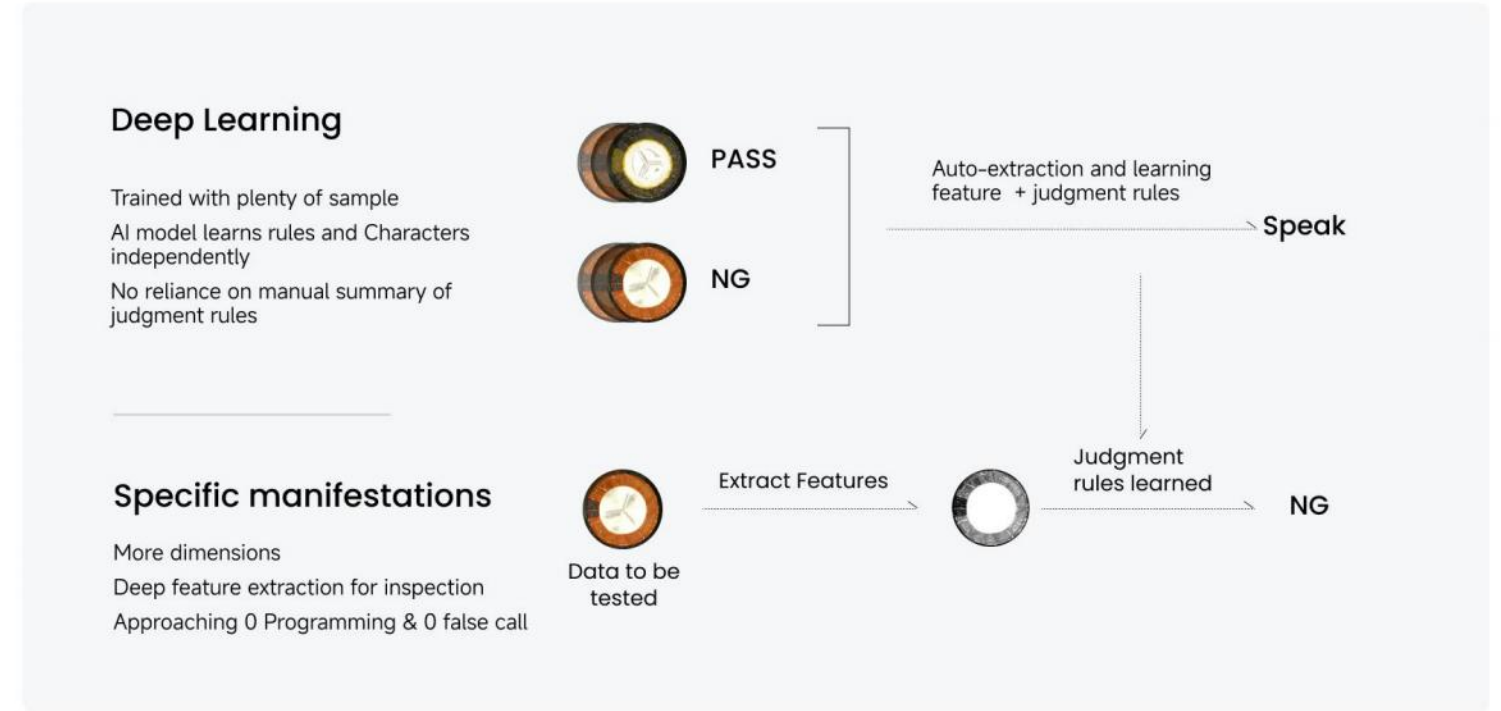 Deep Learning
Trained with plenty of sample
AI model learns rules and Characters
independently
No reliance on manual summary of
judgment rules
PASS
NG
Auto-extraction and learning
feature + judgment rules
Speak
Specific manifestations
More dimensions
Deep feature extraction for inspection
Approaching 0 Programming & 0 false call
Data to be
tested
Extract Features
Judgment
rules learned
NG